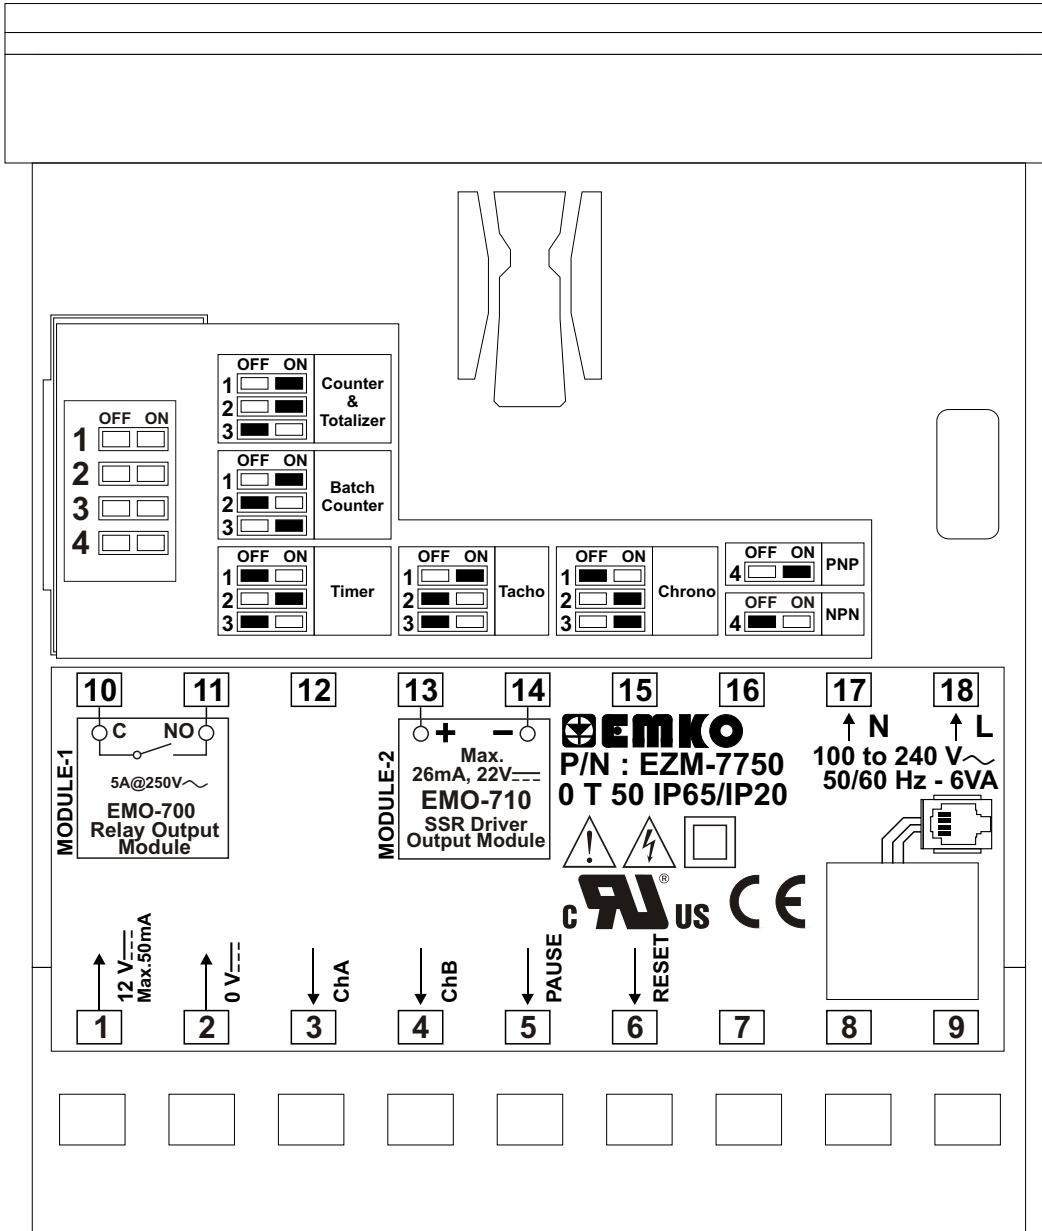 OFF ON
1
2
3
4
OFF ON
1
2
3
Counter
&
Totalizer
OFF ON
1
2
3
Batch
Counter
OFF ON
1
2
3
Timer
OFF ON
1
2
3
Tacho
OFF ON
1
2
3
Chrono
OFF ON
4
PNP
OFF ON
4
NPN
10 11 12 13 14 15 16 17 18
MODULE-1
C NO
5A@250V~
EMO-700
Relay Output
Module
MODULE-2
+ −
Max.
26mA, 22V⎓
EMO-710
SSR Driver
Output Module
EMKO
P/N : EZM-7750
0 T 50 IP65/IP20
N L
100 to 240 V~
50/60 Hz - 6VA
C RU ® US CE
12 V⎓
Max.50mA
0 V⎓
ChA
ChB
PAUSE
RESET
1 2 3 4 5 6 7 8 9